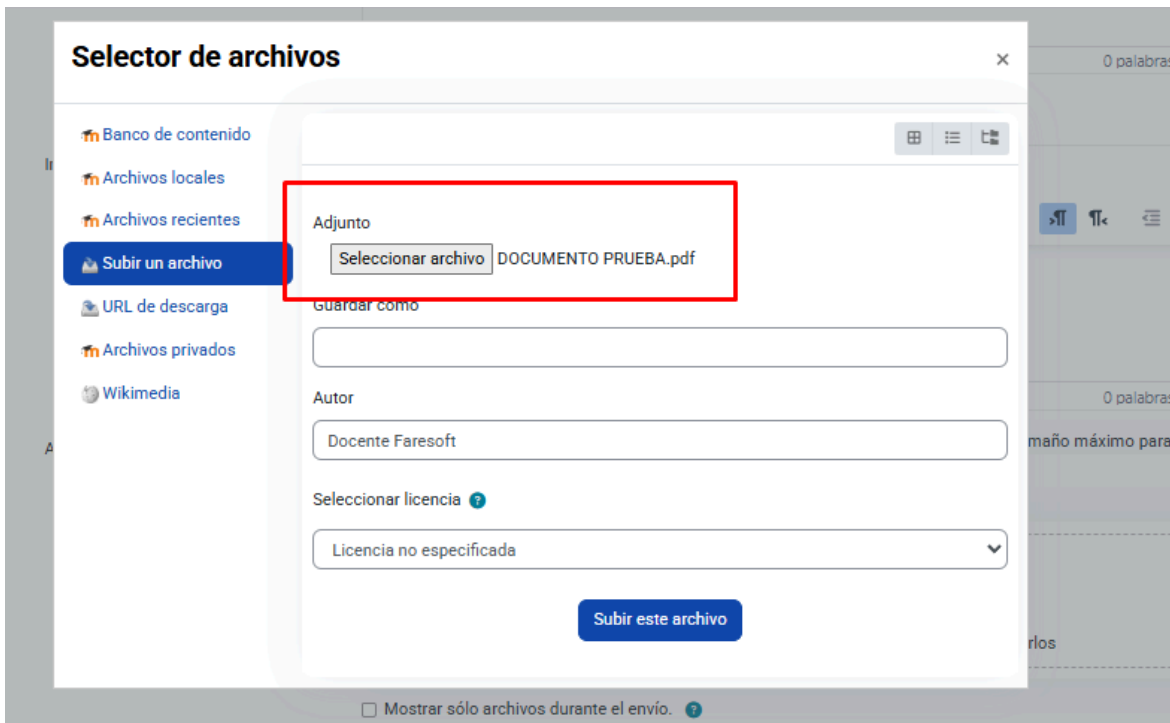 Selector de archivos
×
0 palabras
Banco de contenido
Archivos locales
Archivos recientes
Subir un archivo
URL de descarga
Archivos privados
Wikimedia
Adjunto
Seleccionar archivo DOCUMENTO PRUEBA.pdf
Guardar como
Autor
Docente Faresoft
Seleccionar licencia ?
Licencia no especificada
Subir este archivo
0 palabras
maño máximo para
rlos
Mostrar sólo archivos durante el envío. ?